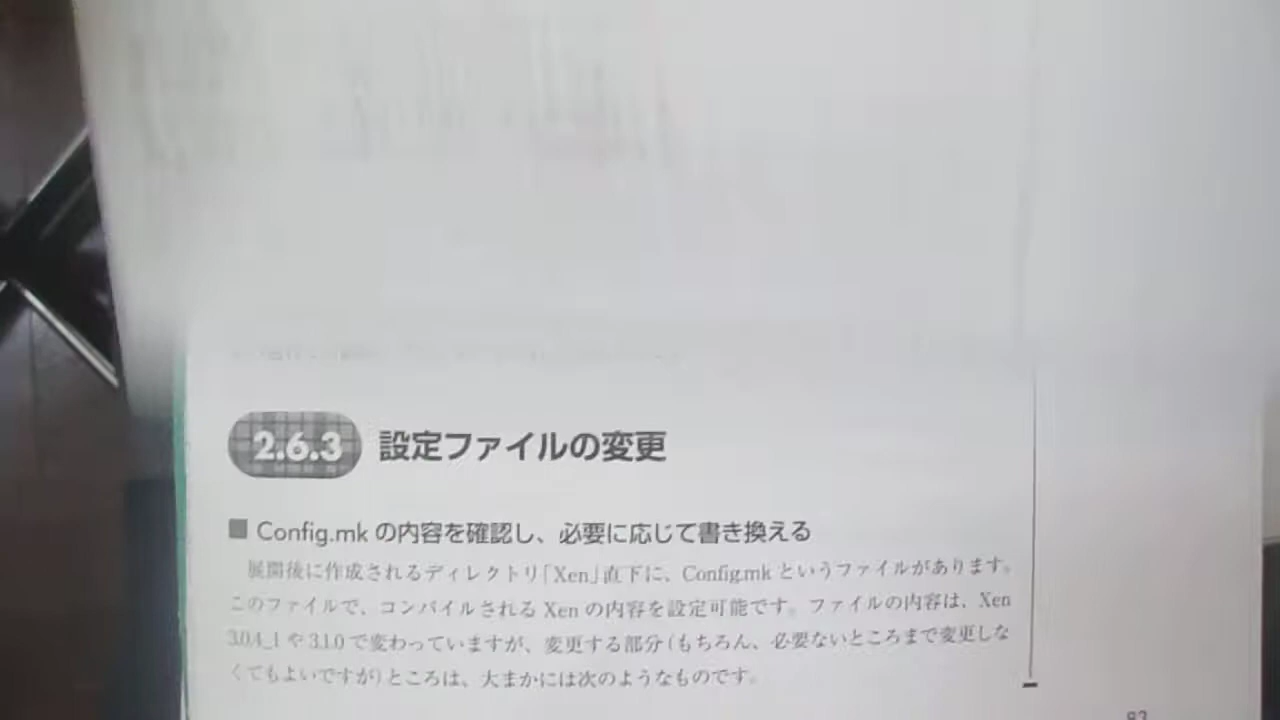 2.6.3 設定ファイルの変更
■ Config.mk の内容を確認し、必要に応じて書き換える
展開後に作成されるディレクトリ「Xen」直下に、Config.mk というファイルがあります。
このファイルで、コンパイルされる Xen の内容を設定可能です。ファイルの内容は、Xen
3.0.4_1 や 3.1.0 で変わっていますが、変更する部分(もちろん、必要ないところまで変更しな
くてもよいですが)ところは、大まかには次のようなものです。